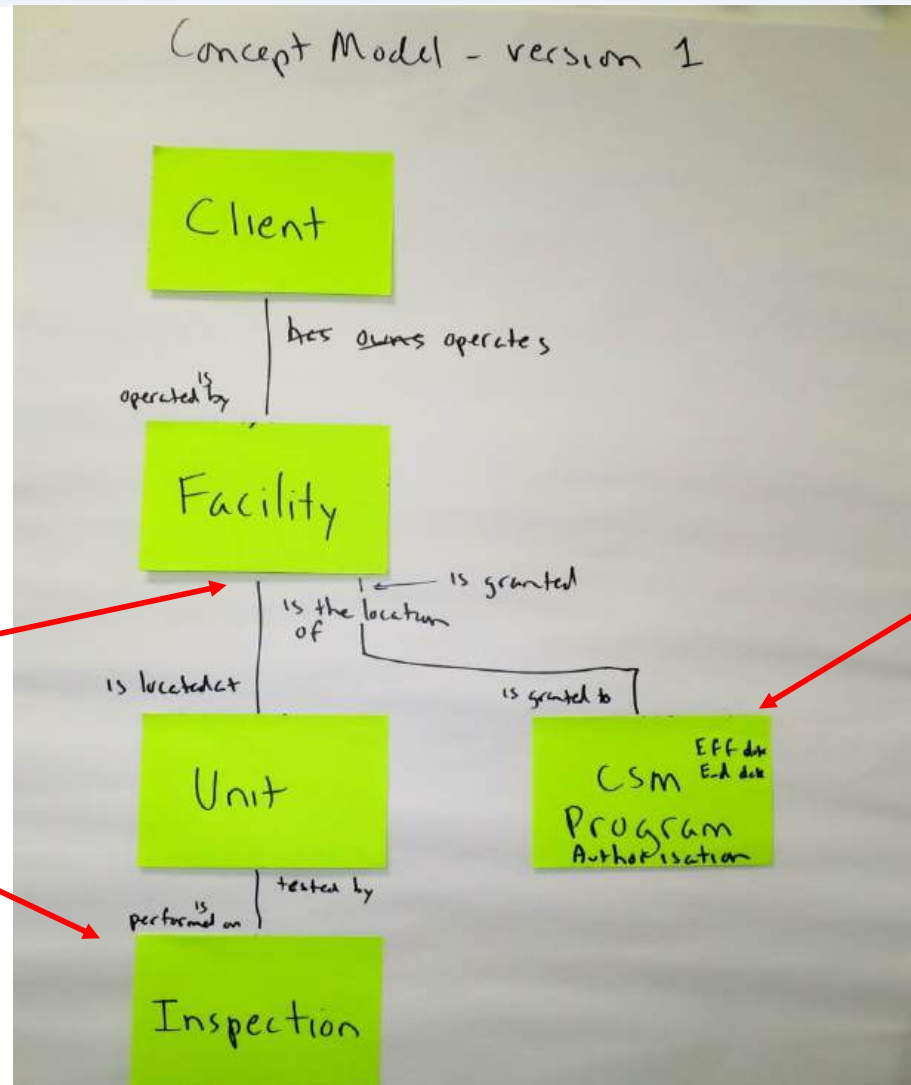 Concept Model - version 1
Client
has owns operates
is
operated by
Facility
is granted
is the location
of
is located at
is granted to
Unit
Eff date
End date
CSM
Program
Authorisation
tested by
is
performed on
Inspection